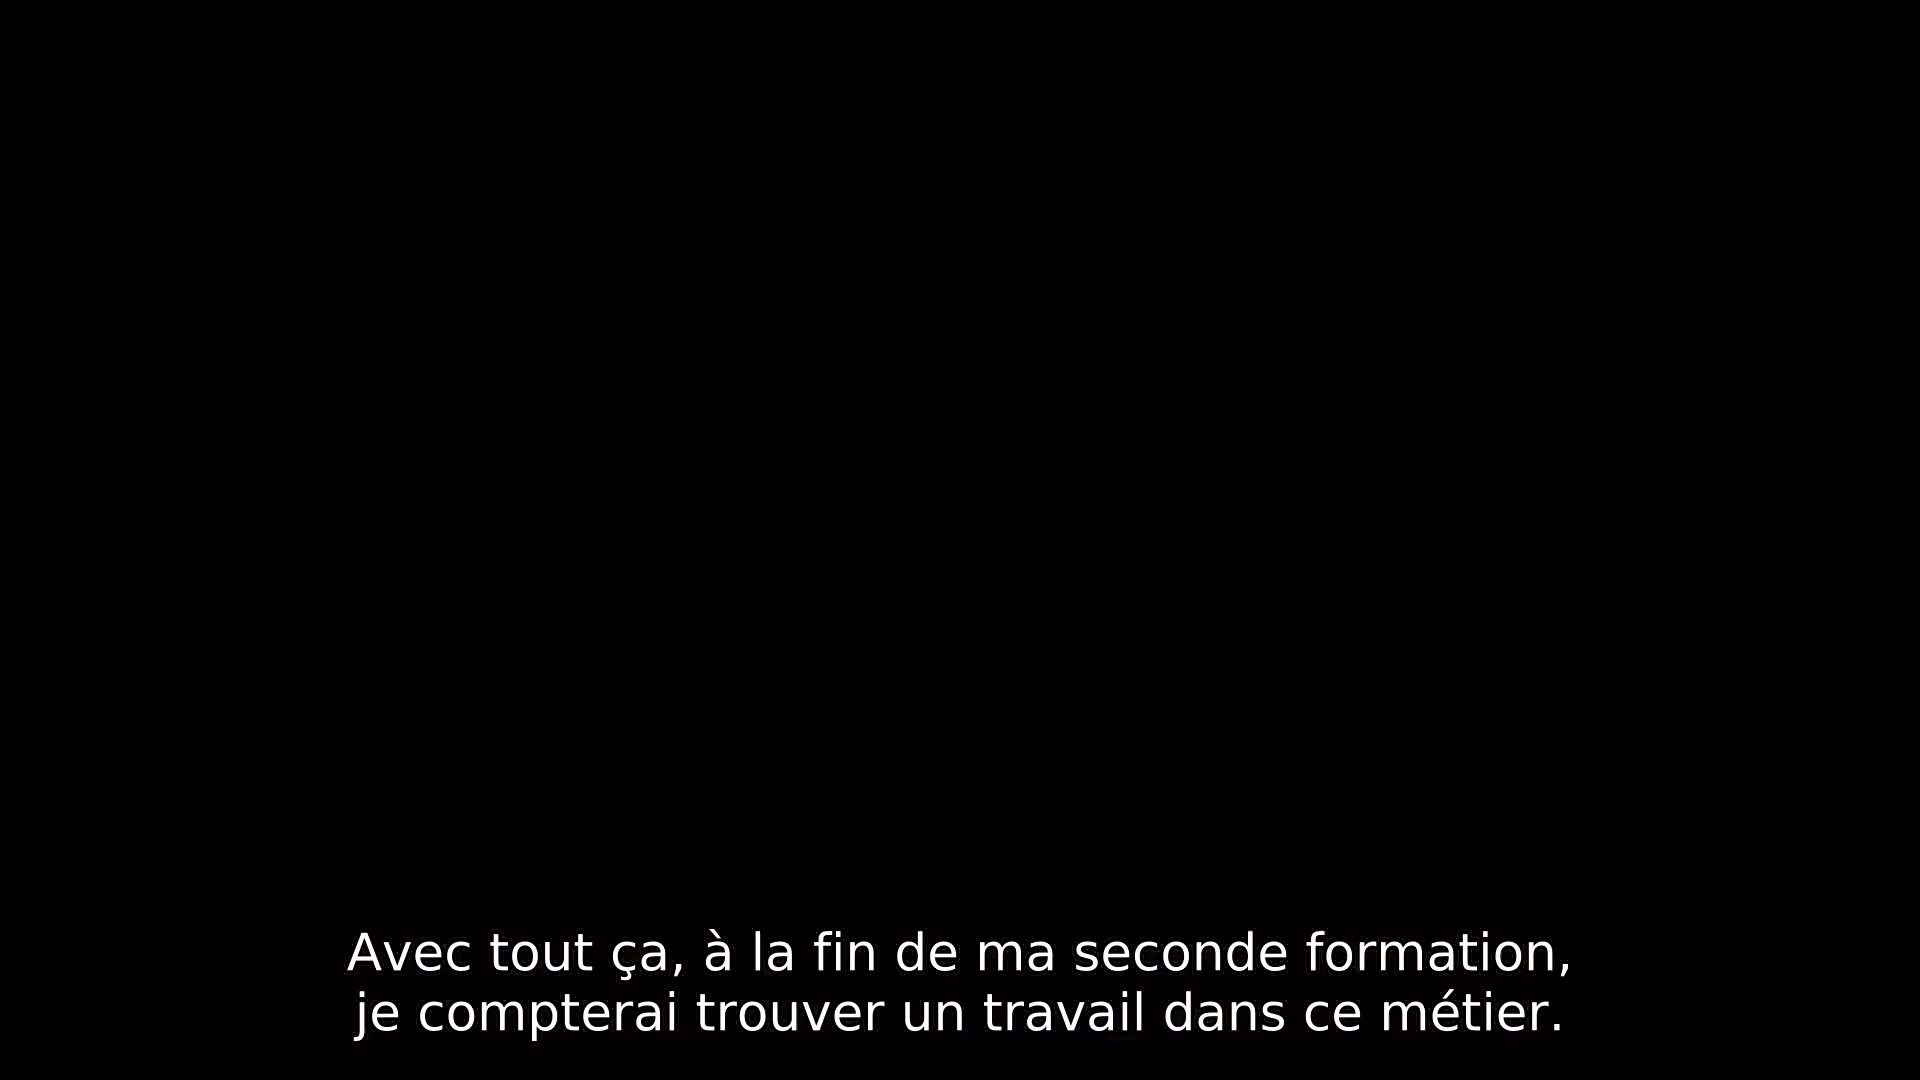 Avec tout ça, à la fin de ma seconde formation,
je compterai trouver un travail dans ce métier.